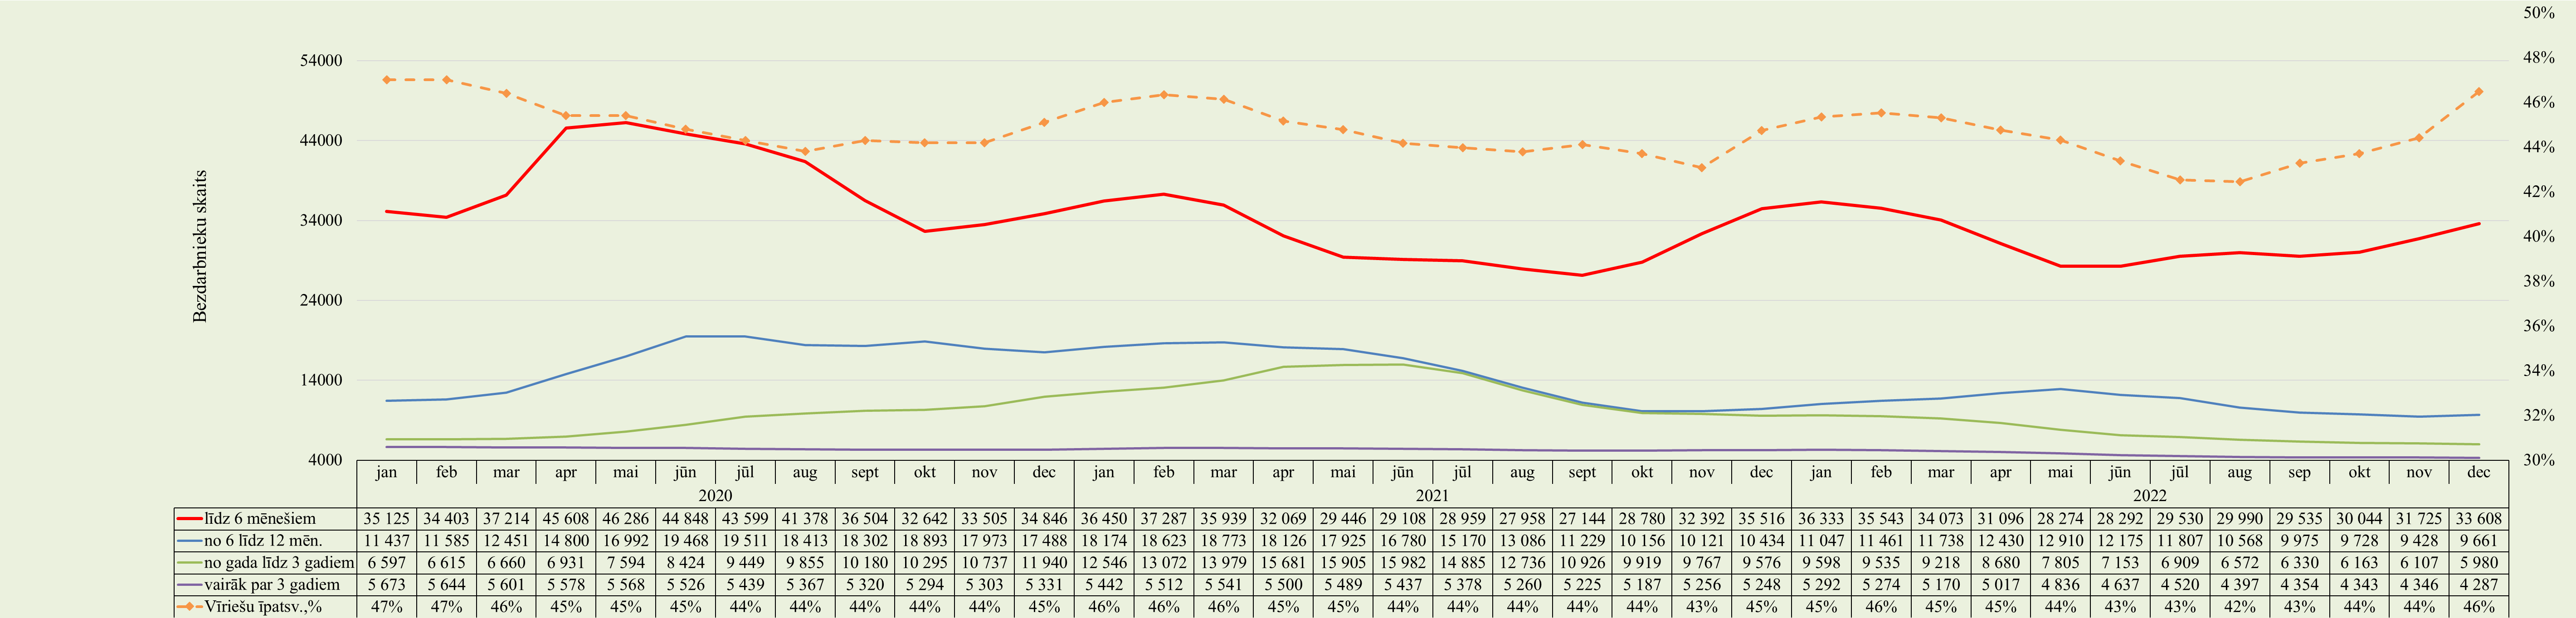 50%
54000
48%
46%
44000
44%
42%
34000
40%
Bezdarbnieku skaits
38%
24000
36%
14000
34%
32%
4000
30%
jan feb mar apr mai jūn jūl aug sept okt nov dec jan feb mar apr mai jūn jūl aug sept okt nov dec jan feb mar apr mai jūn jūl aug sep okt nov dec
2020 2021 2022
līdz 6 mēnešiem 35 125 34 403 37 214 45 608 46 286 44 848 43 599 41 378 36 504 32 642 33 505 34 846 36 450 37 287 35 939 32 069 29 446 29 108 28 959 27 958 27 144 28 780 32 392 35 516 36 333 35 543 34 073 31 096 28 274 28 292 29 530 29 990 29 535 30 044 31 725 33 608
no 6 līdz 12 mēn. 11 437 11 585 12 451 14 800 16 992 19 468 19 511 18 413 18 302 18 893 17 973 17 488 18 174 18 623 18 773 18 126 17 925 16 780 15 170 13 086 11 229 10 156 10 121 10 434 11 047 11 461 11 738 12 430 12 910 12 175 11 807 10 568 9 975 9 728 9 428 9 661
no gada līdz 3 gadiem 6 597 6 615 6 660 6 931 7 594 8 424 9 449 9 855 10 180 10 295 10 737 11 940 12 546 13 072 13 979 15 681 15 905 15 982 14 885 12 736 10 926 9 919 9 767 9 576 9 598 9 535 9 218 8 680 7 805 7 153 6 909 6 572 6 330 6 163 6 107 5 980
vairāk par 3 gadiem 5 673 5 644 5 601 5 578 5 568 5 526 5 439 5 367 5 320 5 294 5 303 5 331 5 442 5 512 5 541 5 500 5 489 5 437 5 378 5 260 5 225 5 187 5 256 5 248 5 292 5 274 5 170 5 017 4 836 4 637 4 520 4 397 4 354 4 343 4 346 4 287
Vīriešu īpatsv.,% 47% 47% 46% 45% 45% 45% 44% 44% 44% 44% 44% 45% 46% 46% 46% 45% 45% 44% 44% 44% 44% 44% 43% 45% 45% 46% 45% 45% 44% 43% 43% 42% 43% 44% 44% 46%